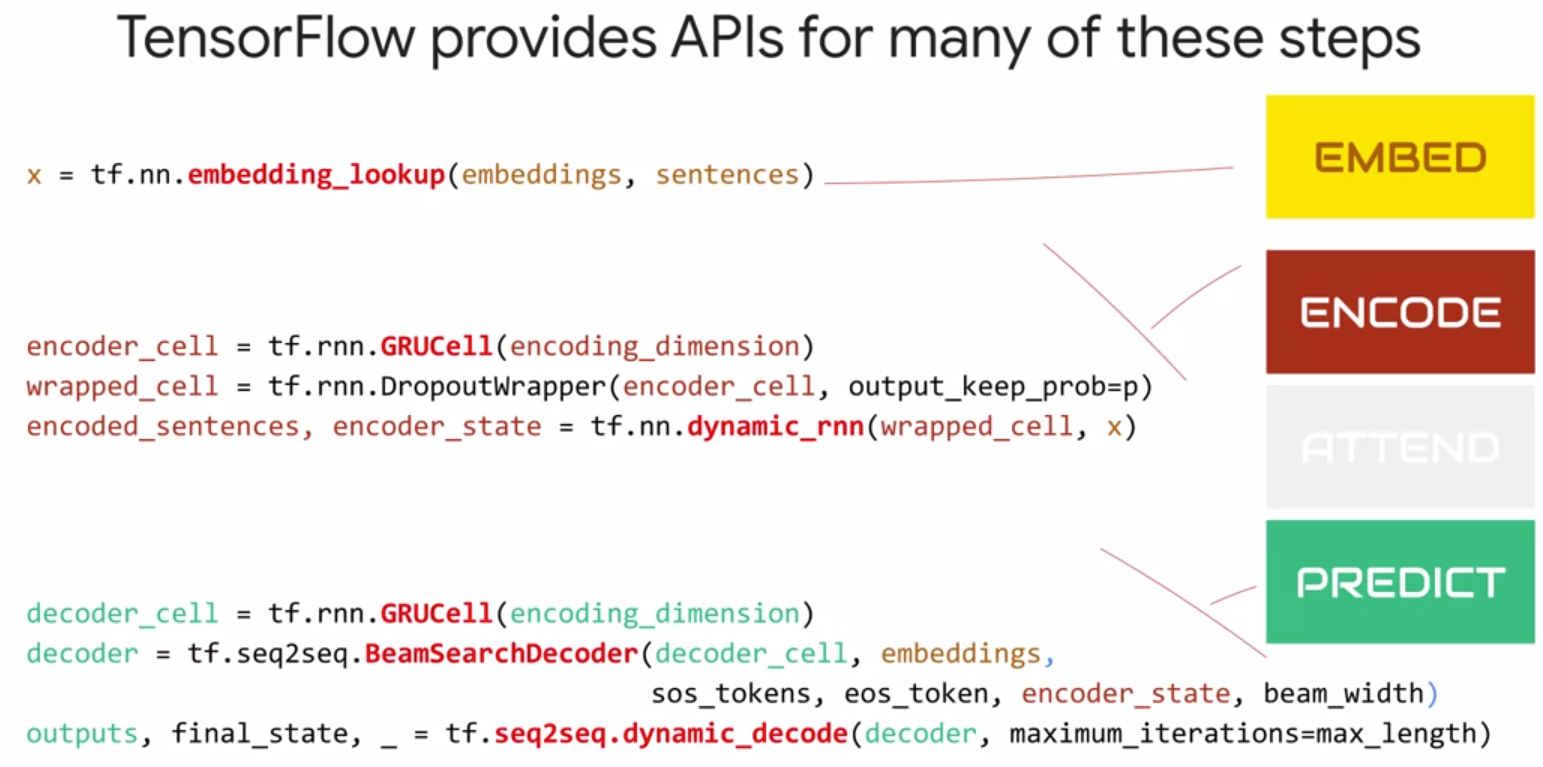 TensorFlow provides APIs for many of these steps
x = tf.nn.embedding_lookup(embeddings, sentences)
EMBED
encoder_cell = tf.rnn.GRUCell(encoding_dimension)
wrapped_cell = tf.rnn.DropoutWrapper(encoder_cell, output_keep_prob=p)
encoded_sentences, encoder_state = tf.nn.dynamic_rnn(wrapped_cell, x)
ENCODE
ATTEND
decoder_cell = tf.rnn.GRUCell(encoding_dimension)
decoder = tf.seq2seq.BeamSearchDecoder(decoder_cell, embeddings,
sos_tokens, eos_token, encoder_state, beam_width)
outputs, final_state, _ = tf.seq2seq.dynamic_decode(decoder, maximum_iterations=max_length)
PREDICT